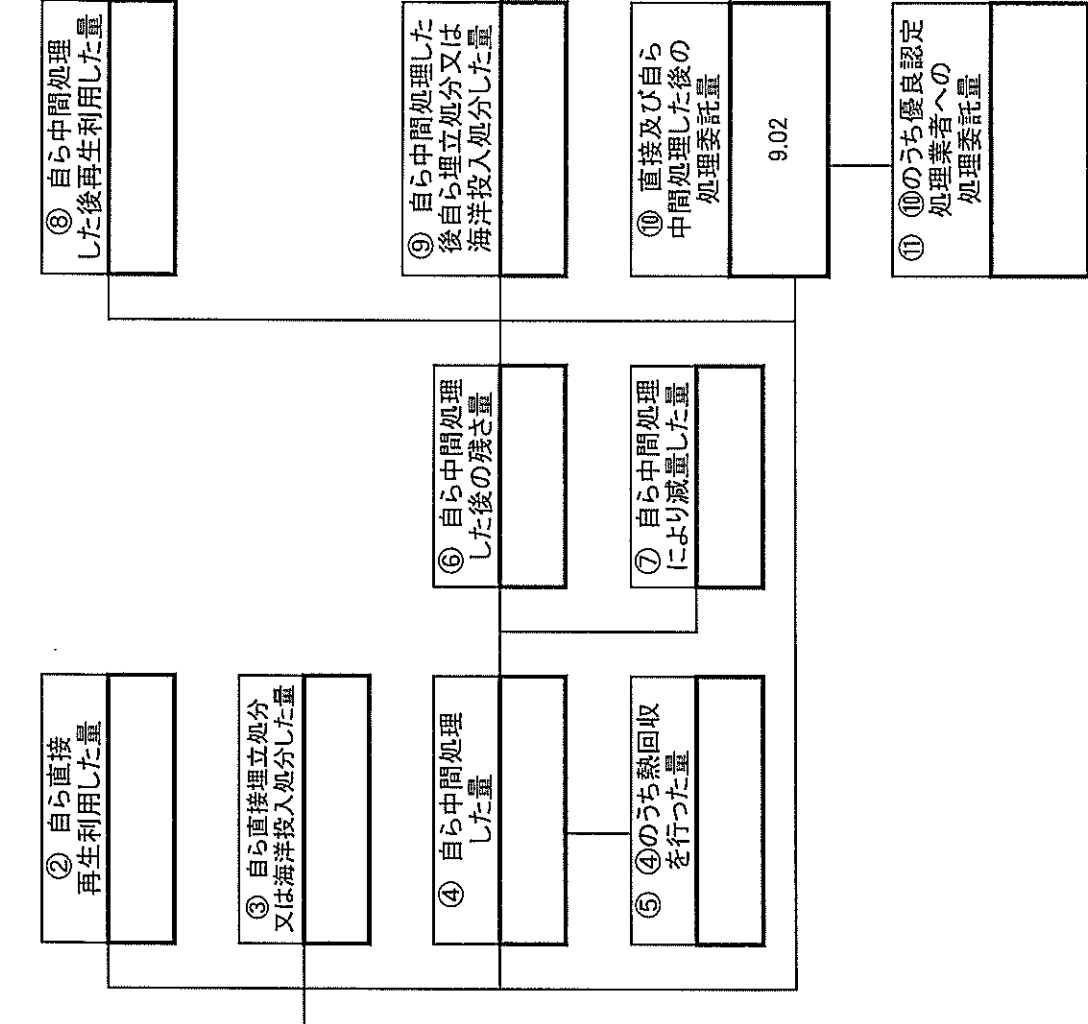 ② 自ら直接
再生利用した量
③ 自ら直接埋立処分
又は海洋投入処分した量
④ 自ら中間処理
した量
⑤ ④のうち熱回収
を行った量
⑥ 自ら中間処理
した後の残さ量
⑦ 自ら中間処理
により減量した量
⑧ 自ら中間処理
した後再生利用した量
⑨ 自ら中間処理した
後自ら埋立処分又は
海洋投入処分した量
⑩ 直接及び自ら
中間処理した後の
処理委託量
9.02
⑪ ⑩のうち優良認定
処理業者への
処理委託量